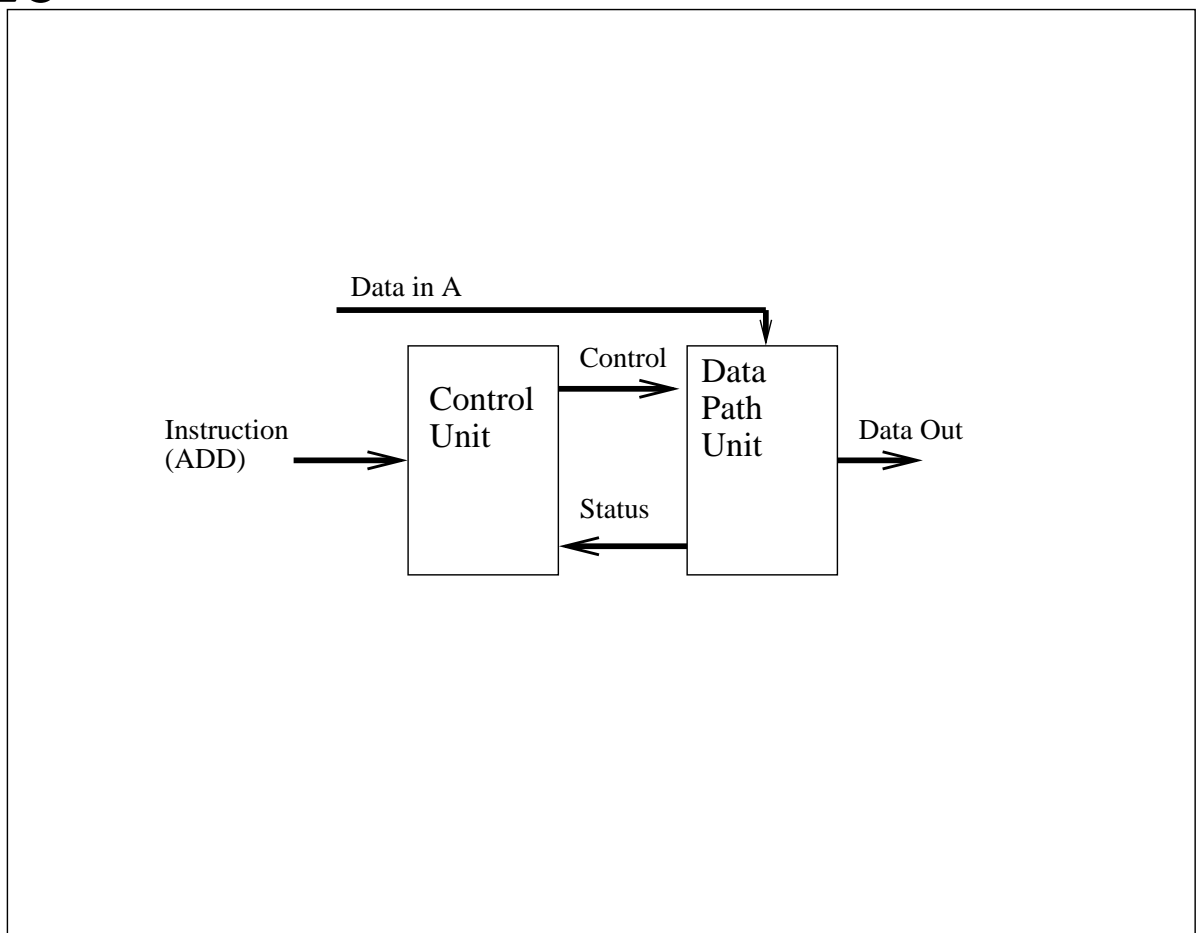 Data in A
Control
Data
Path
Unit
Control
Unit
Instruction
(ADD)
Data Out
Status